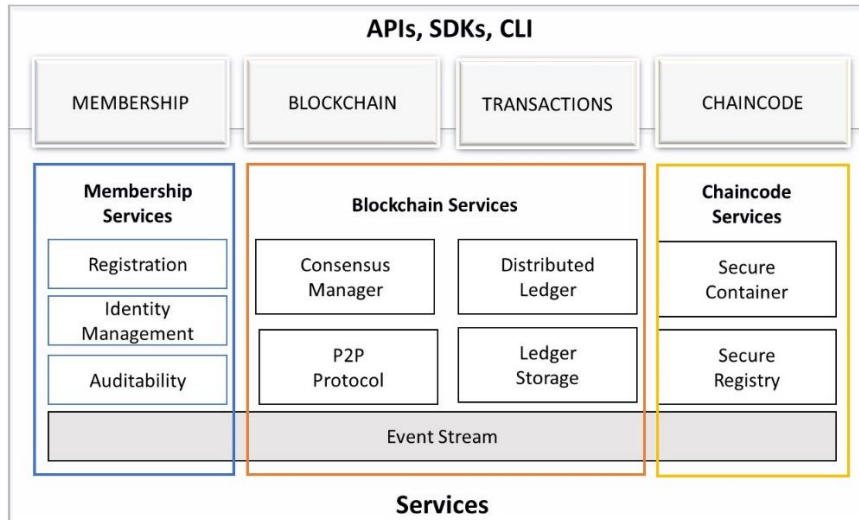 APIs, SDKs, CLI
MEMBERSHIP
BLOCKCHAIN
TRANSACTIONS
CHAINCODE
Membership
Services
Registration
Identity
Management
Auditability
Blockchain Services
Consensus
Manager
Distributed
Ledger
P2P
Protocol
Ledger
Storage
Chaincode
Services
Secure
Container
Secure
Registry
Event Stream
Services